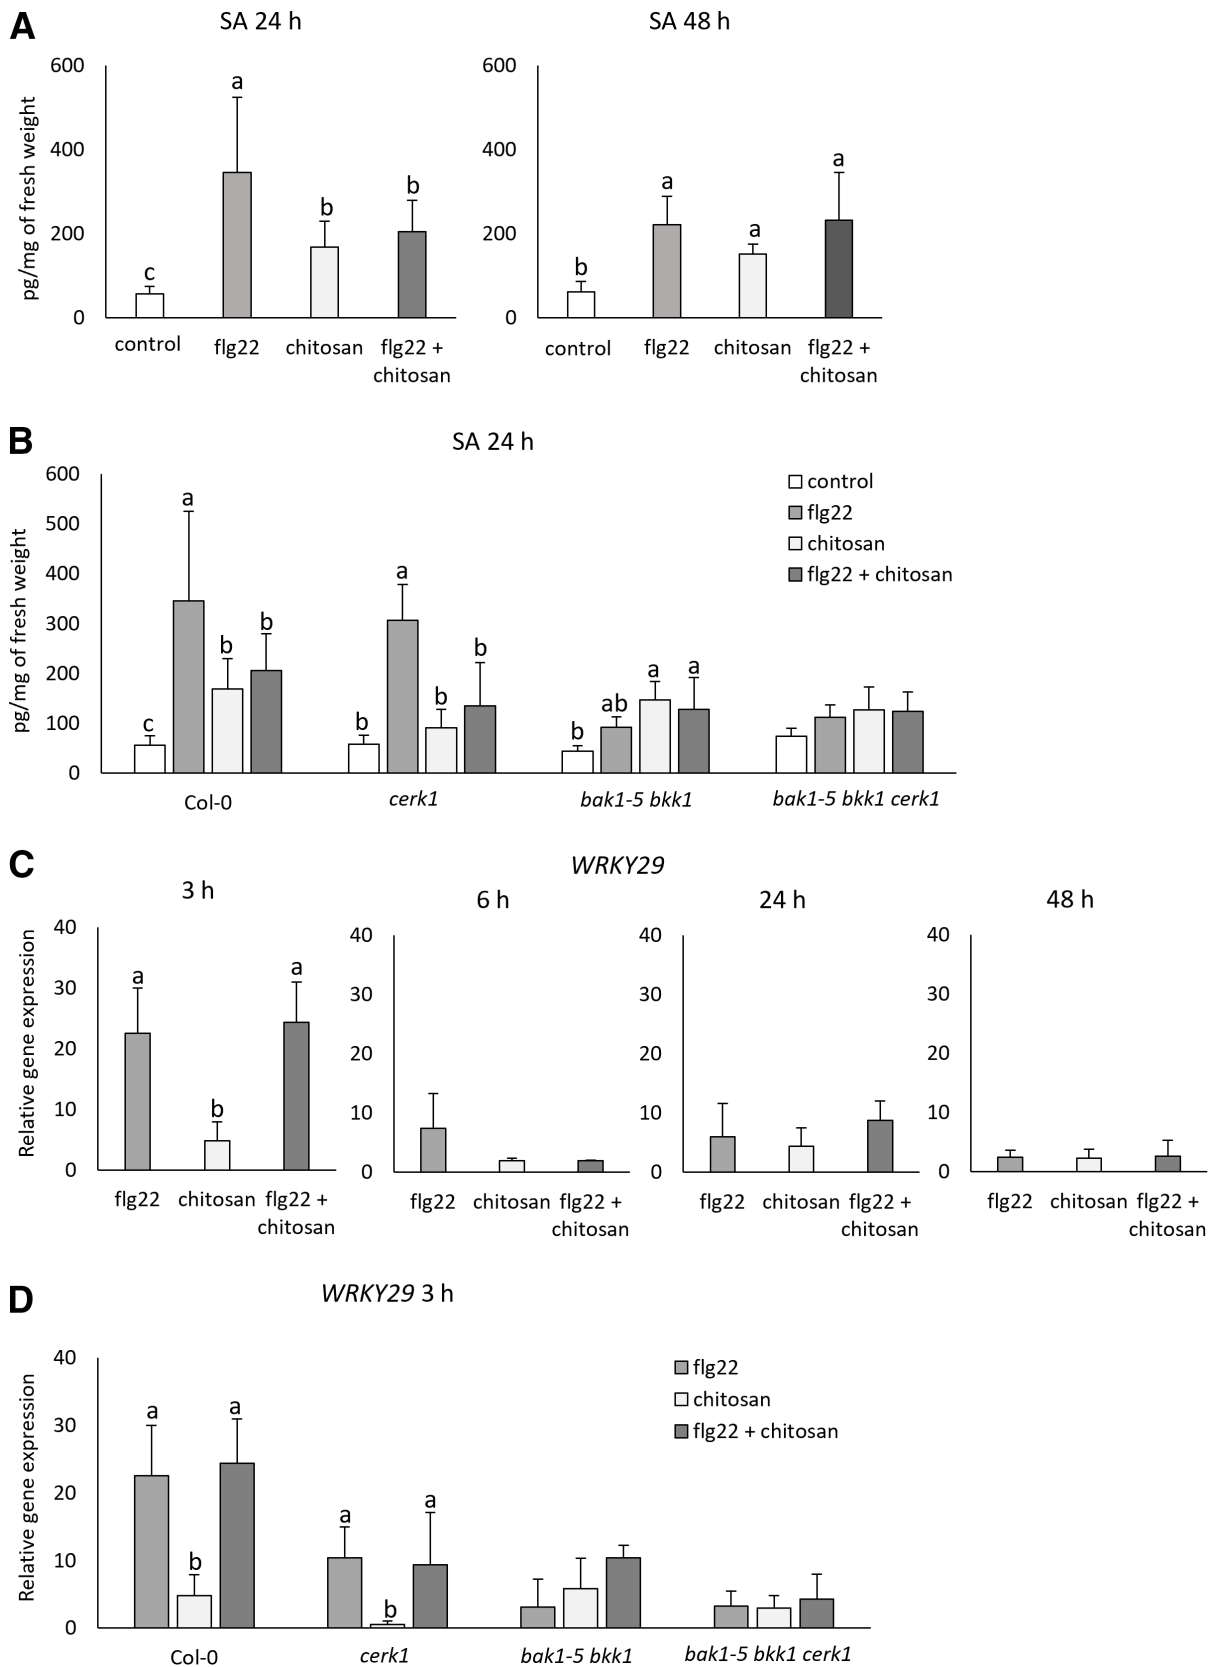 A
SA 24 h
SA 48 h
pg/mg of fresh weight
600
400
200
0
c
a
b
b
control
flg22
chitosan
flg22 +
chitosan
600
400
200
0
b
a
a
a
control
flg22
chitosan
flg22 +
chitosan
B
SA 24 h
pg/mg of fresh weight
600
500
400
300
200
100
0
control
flg22
chitosan
flg22 + chitosan
c
a
b
b
b
a
b
b
b
ab
a
a
Col-0
cerk1
bak1-5 bkk1
bak1-5 bkk1 cerk1
C
WRKY29
3 h
6 h
24 h
48 h
Relative gene expression
40
30
20
10
0
a
b
a
flg22
chitosan
flg22 +
chitosan
40
30
20
10
0
flg22
chitosan
flg22 +
chitosan
40
30
20
10
0
flg22
chitosan
flg22 +
chitosan
40
30
20
10
0
flg22
chitosan
flg22 +
chitosan
D
WRKY29 3 h
Relative gene expression
40
30
20
10
0
flg22
chitosan
flg22 + chitosan
a
b
a
a
b
a
Col-0
cerk1
bak1-5 bkk1
bak1-5 bkk1 cerk1